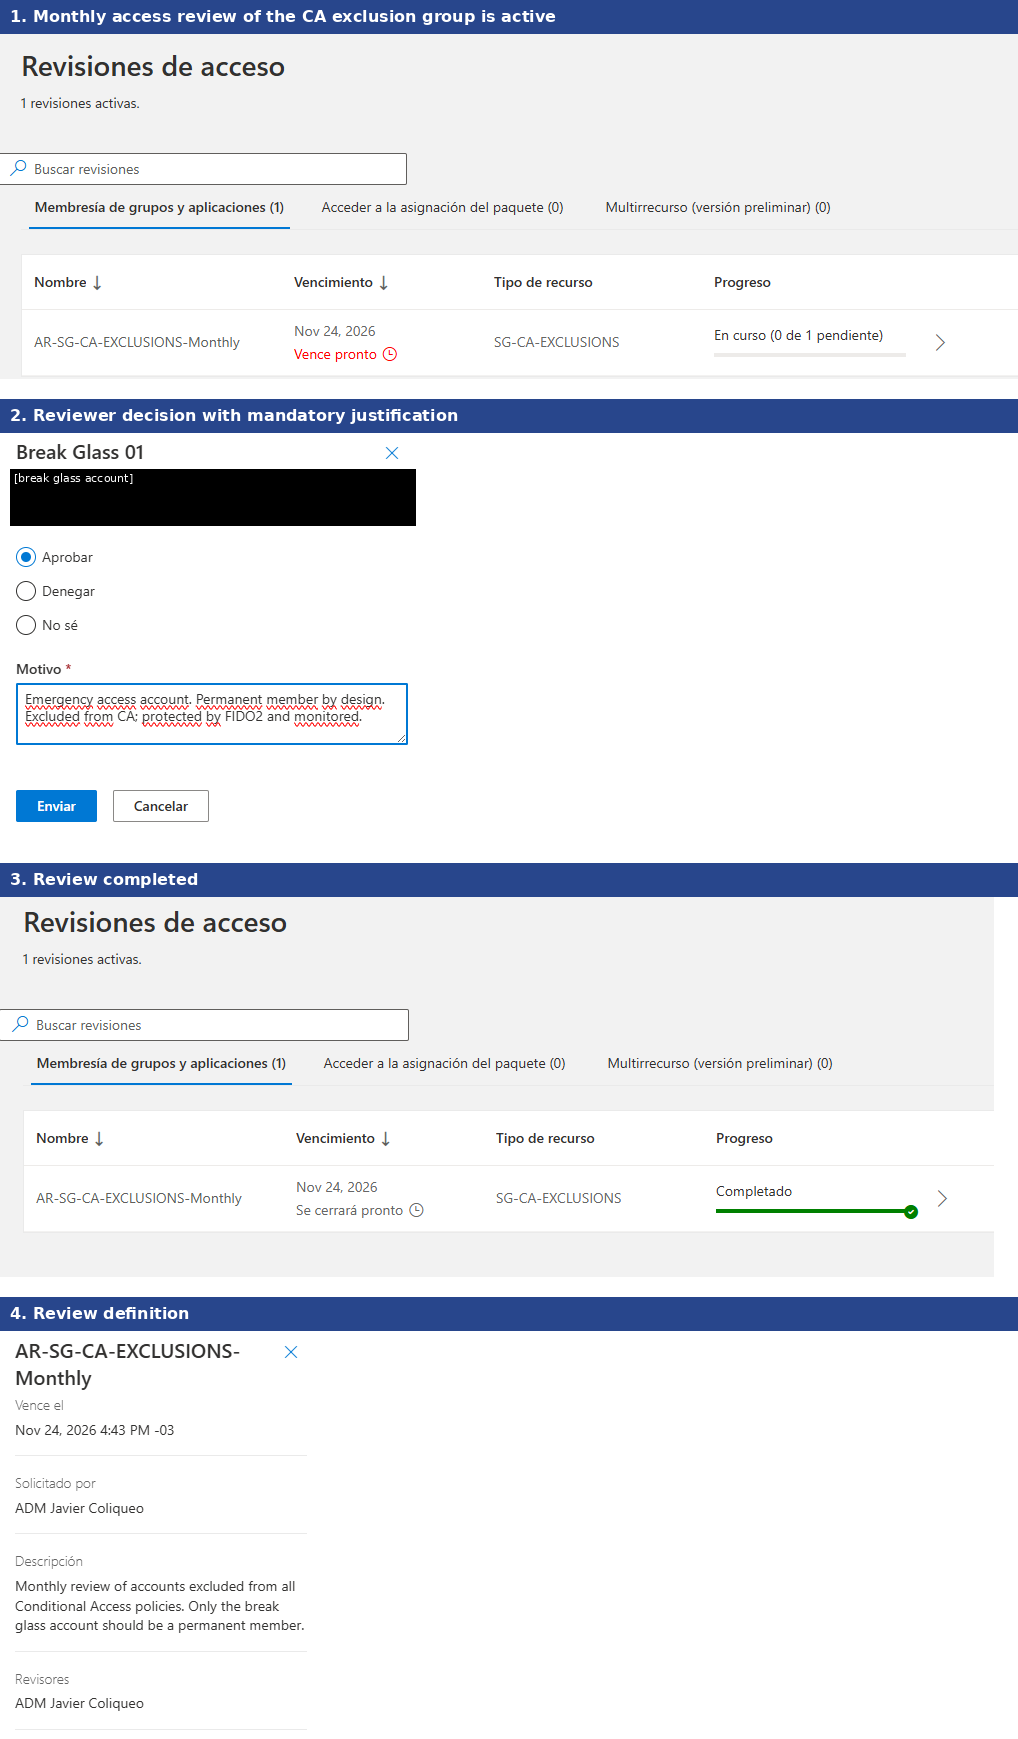 1. Monthly access review of the CA exclusion group is active
Revisiones de acceso
1 revisiones activas.
Buscar revisiones
Membresía de grupos y aplicaciones (1) Acceder a la asignación del paquete (0) Multirrecurso (versión preliminar) (0)
Nombre ↓ Vencimiento ↓ Tipo de recurso Progreso
AR-SG-CA-EXCLUSIONS-Monthly Nov 24, 2026 SG-CA-EXCLUSIONS En curso (0 de 1 pendiente)
Vence pronto
2. Reviewer decision with mandatory justification
Break Glass 01
[break glass account]
Aprobar
Denegar
No sé
Motivo *
Emergency access account. Permanent member by design.
Excluded from CA; protected by FIDO2 and monitored.
Enviar Cancelar
3. Review completed
Revisiones de acceso
1 revisiones activas.
Buscar revisiones
Membresía de grupos y aplicaciones (1) Acceder a la asignación del paquete (0) Multirrecurso (versión preliminar) (0)
Nombre ↓ Vencimiento ↓ Tipo de recurso Progreso
AR-SG-CA-EXCLUSIONS-Monthly Nov 24, 2026 SG-CA-EXCLUSIONS Completado
Se cerrará pronto
4. Review definition
AR-SG-CA-EXCLUSIONS-
Monthly
Vence el
Nov 24, 2026 4:43 PM -03
Solicitado por
ADM Javier Coliqueo
Descripción
Monthly review of accounts excluded from all
Conditional Access policies. Only the break
glass account should be a permanent member.
Revisores
ADM Javier Coliqueo